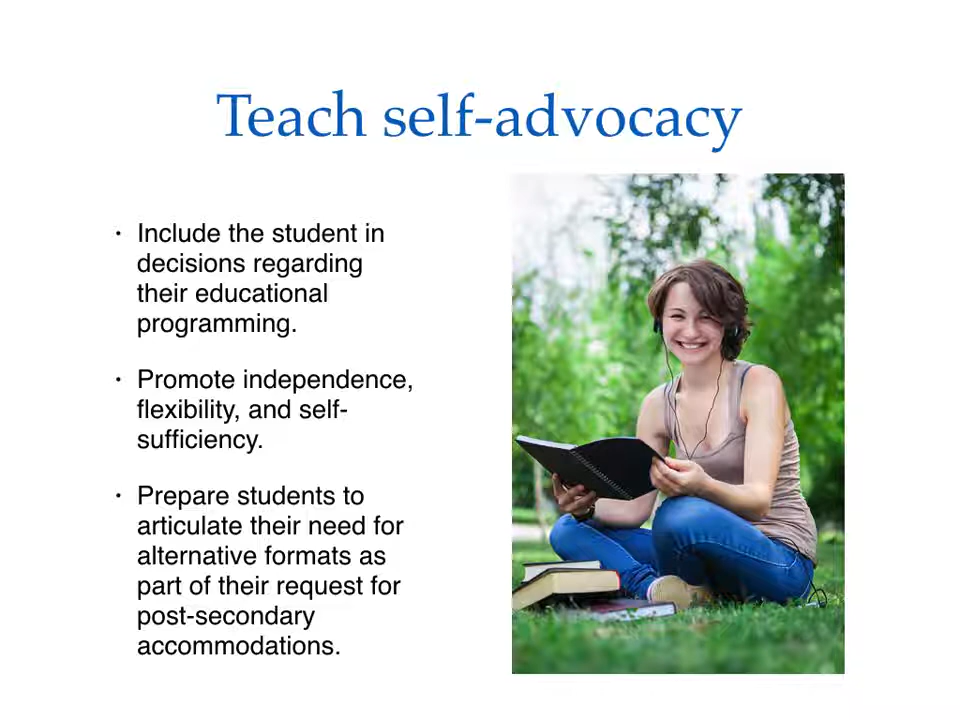 Teach self-advocacy
• Include the student in
decisions regarding
their educational
programming.
• Promote independence,
flexibility, and self-
sufficiency.
• Prepare students to
articulate their need for
alternative formats as
part of their request for
post-secondary
accommodations.